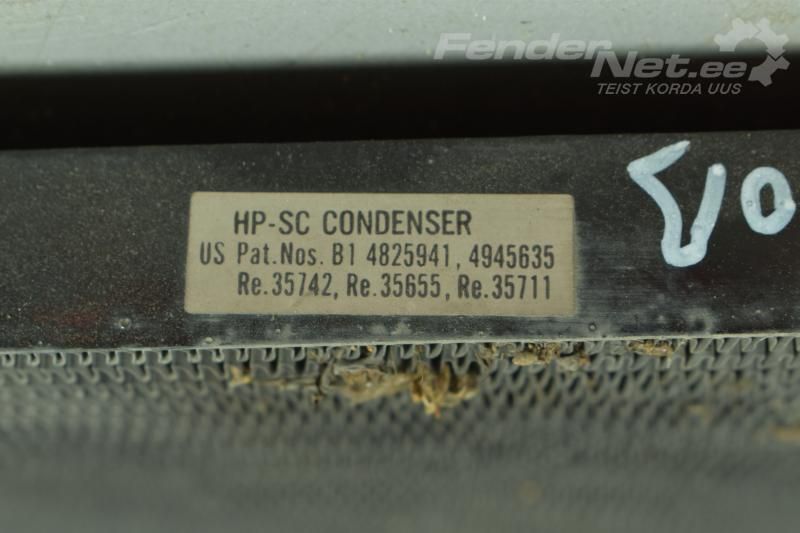 FenderNet.ee
TEIST KORDA UUS
HP-SC CONDENSER
US Pat.Nos. B1 4825941, 4945635
Re.35742, Re.35655, Re.35711